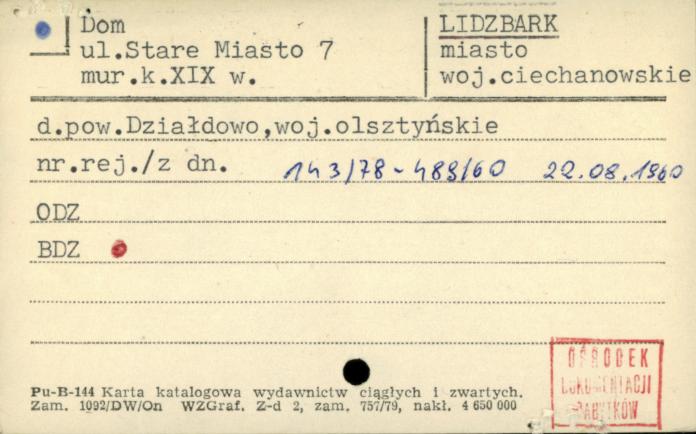 Dom
ul.Stare Miasto 7
mur.k.XIX w.
LIDZBARK
miasto
woj.ciechanowskie
d.pow.Działdowo,woj.olsztyńskie
nr.rej./z dn. 143/78-489/60 22.08.1960
ODZ
BDZ
OŚRODEK
DOKUMENTACJI
ZABYTKÓW
Pu-B-144 Karta katalogowa wydawnictw ciągłych i zwartych.
Zam. 1092/DW/On WZGraf. Z-d 2, zam. 757/79, nakł. 4 650 000